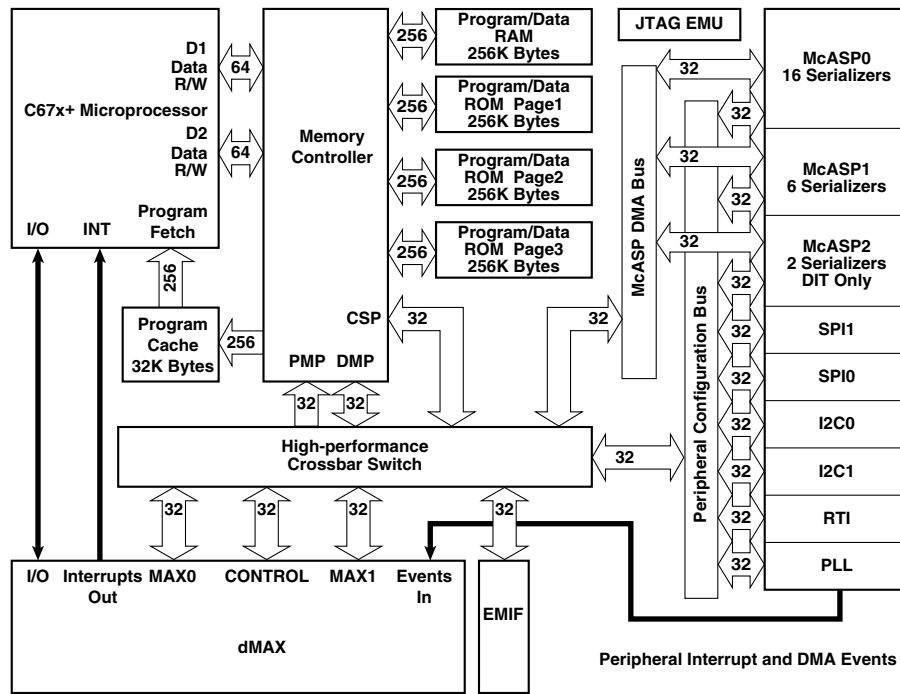 D1
Data
R/W
C67x+ Microprocessor
D2
Data
R/W
Program
Fetch
I/O
INT
64
64
256
Program
Cache
32K Bytes
256
Memory
Controller
CSP
PMP
DMP
256
Program/Data
RAM
256K Bytes
256
Program/Data
ROM Page1
256K Bytes
256
Program/Data
ROM Page2
256K Bytes
256
Program/Data
ROM Page3
256K Bytes
32
32
32
32
High-performance
Crossbar Switch
32
32
32
32
32
I/O
Interrupts
Out
MAX0
CONTROL
MAX1
Events
In
dMAX
EMIF
JTAG EMU
McASP DMA Bus
Peripheral Configuration Bus
32
32
32
32
32
32
32
32
32
32
32
32
McASP0
16 Serializers
McASP1
6 Serializers
McASP2
2 Serializers
DIT Only
SPI1
SPI0
I2C0
I2C1
RTI
PLL
Peripheral Interrupt and DMA Events